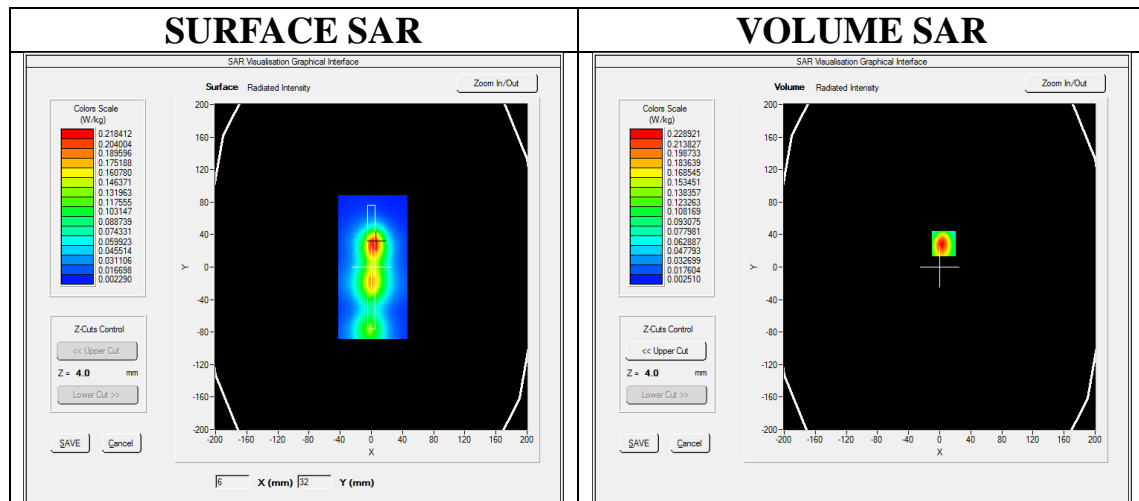 SURFACE SAR
VOLUME SAR
SAR Visualisation Graphical Interface
Surface Radiated Intensity
Zoom In/Out
Colors Scale
(W/kg)
0.218412
0.204004
0.189596
0.175188
0.160780
0.146371
0.131963
0.117555
0.103147
0.088739
0.074331
0.059923
0.045514
0.031106
0.016698
0.002290
200
160
120
80
40
0
-40
-80
-120
-160
-200
Y
-200 -160 -120 -80 -40 0 40 80 120 160 200
X
Z-Cuts Control
<< Upper Cut
Z = 4.0 mm
Lower Cut >>
SAVE Cancel
6 X (mm) 32 Y (mm)
SAR Visualisation Graphical Interface
Volume Radiated Intensity
Zoom In/Out
Colors Scale
(W/kg)
0.228921
0.213827
0.198733
0.183639
0.168545
0.153451
0.138357
0.123263
0.108169
0.093075
0.077981
0.062887
0.047793
0.032699
0.017604
0.002510
200
160
120
80
40
0
-40
-80
-120
-160
-200
Y
-200 -160 -120 -80 -40 0 40 80 120 160 200
X
Z-Cuts Control
<< Upper Cut
Z = 4.0 mm
Lower Cut >>
SAVE Cancel